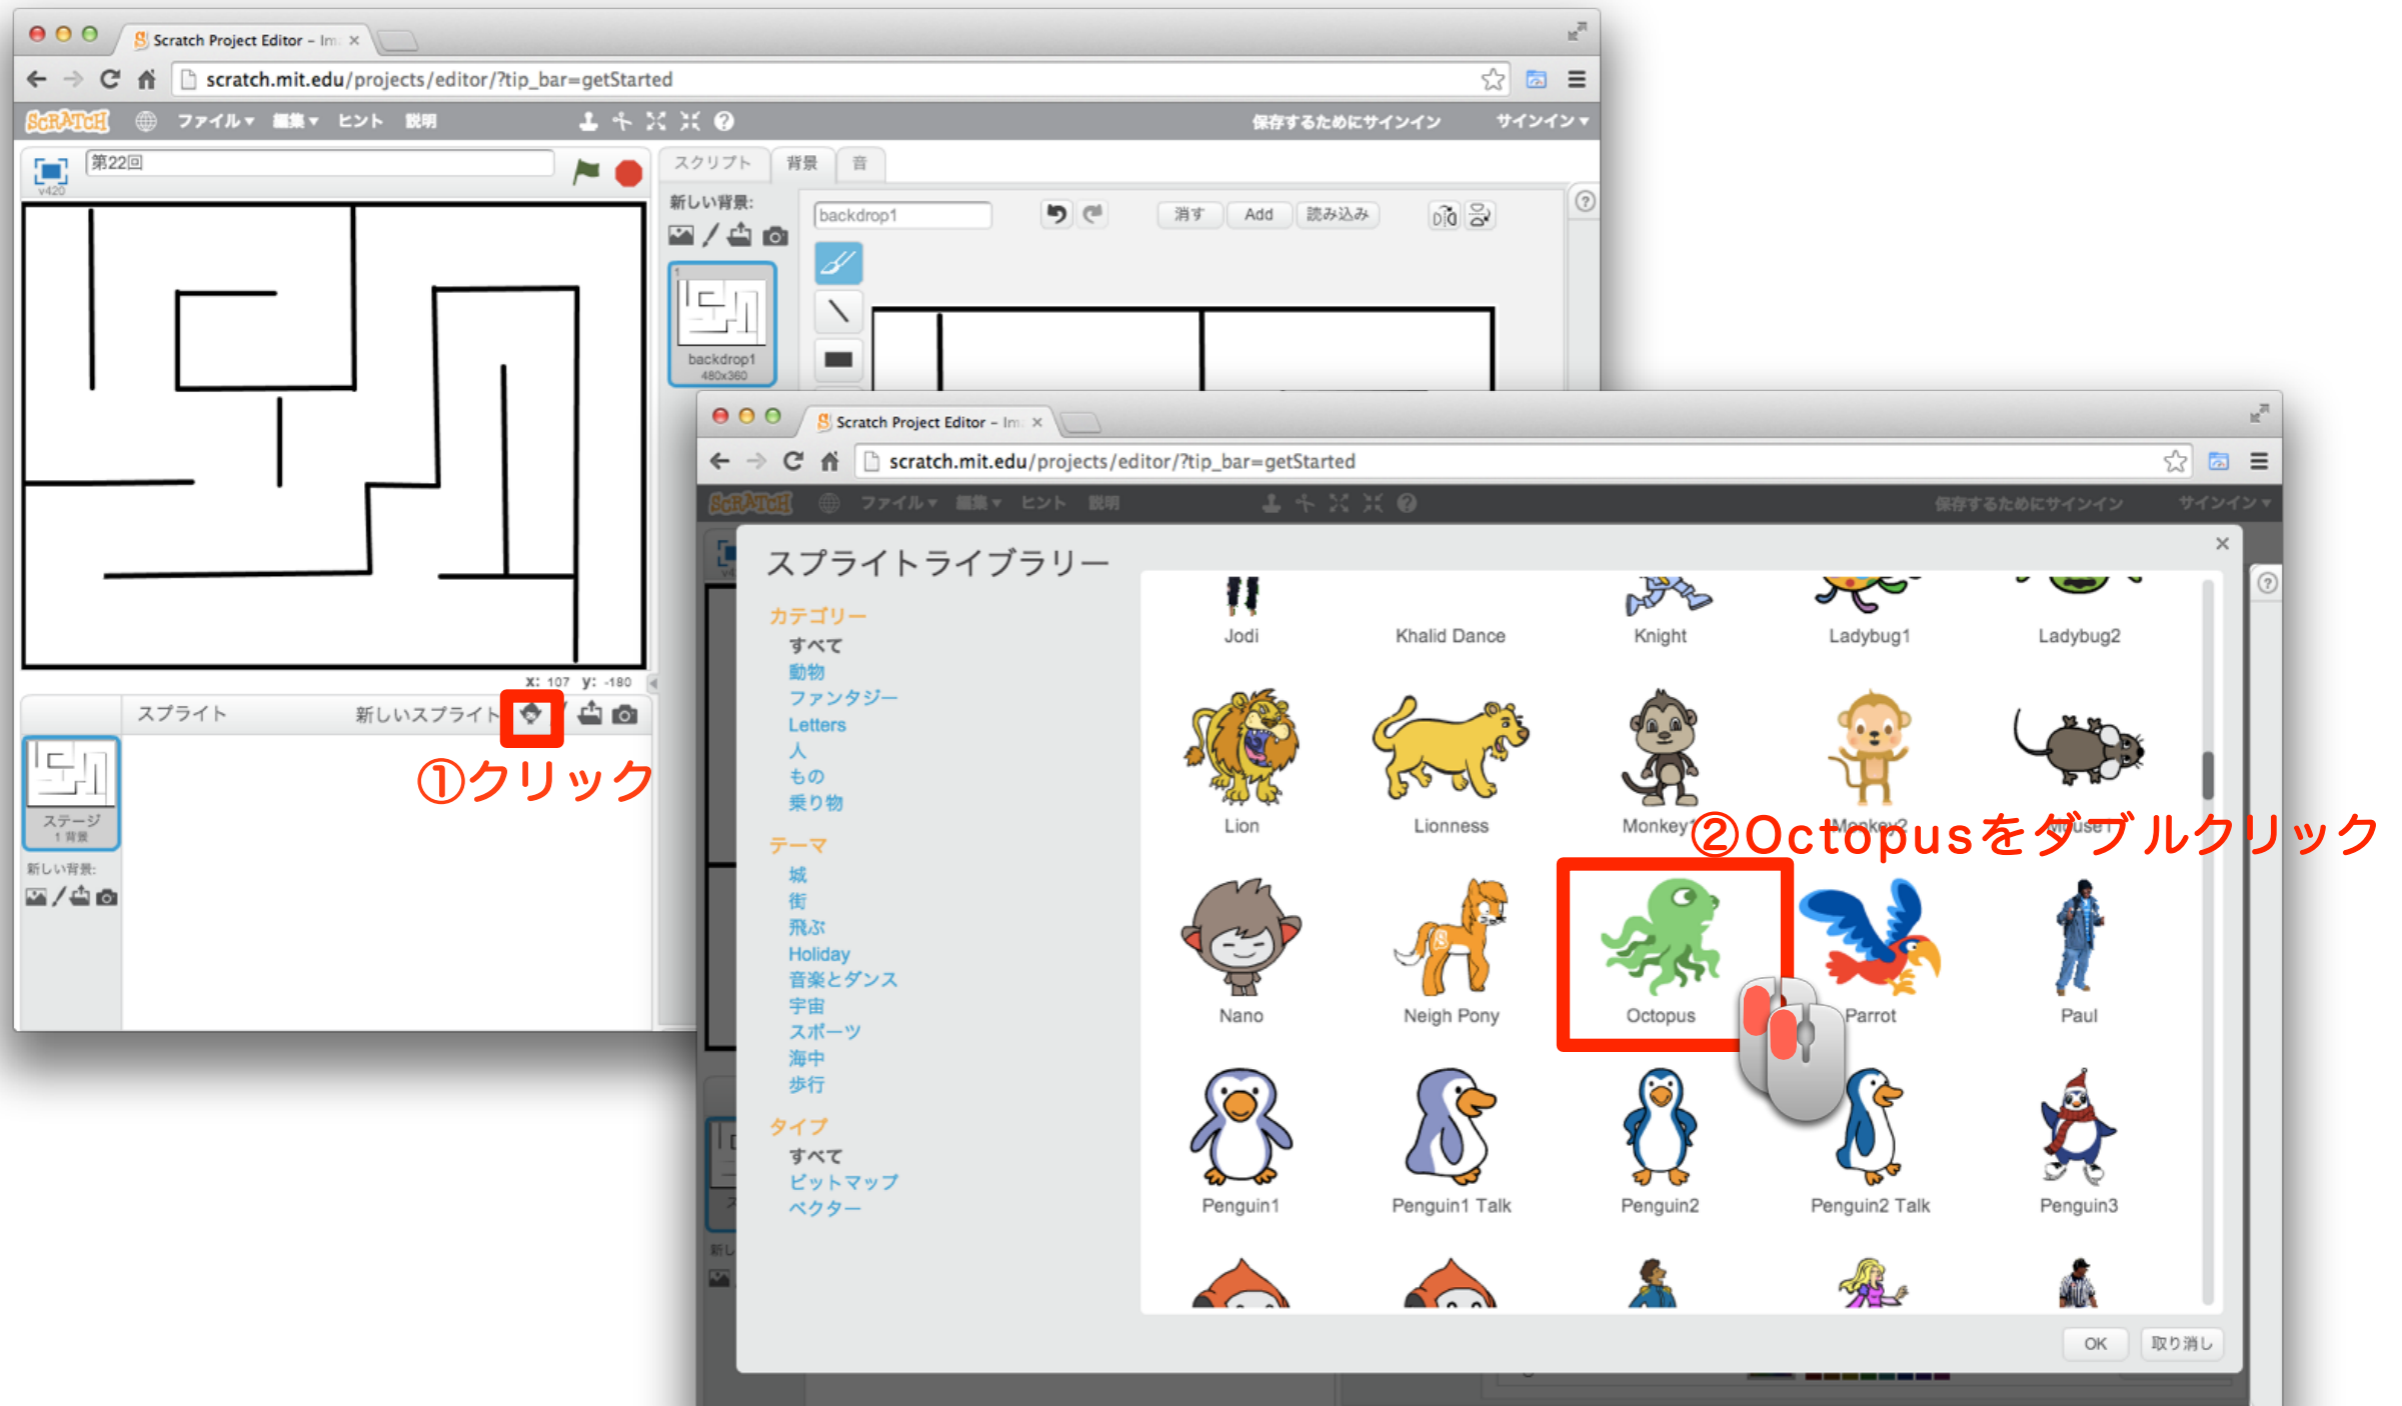 Scratch Project Editor – Im
scratch.mit.edu/projects/editor/?tip_bar=getStarted
SCRATCH ファイル 編集 ヒント 説明 保存するためにサインイン サインイン
v420 第22回
スクリプト 背景 音
新しい背景:
backdrop1 消す Add 読み込み
1
backdrop1
480x360
x: 107 y: -180
スプライト 新しいスプライト
①クリック
ステージ
1 背景
新しい背景:
Scratch Project Editor – Im
scratch.mit.edu/projects/editor/?tip_bar=getStarted
SCRATCH ファイル 編集 ヒント 説明 保存するためにサインイン サインイン
スプライトライブラリー
カテゴリー
すべて
動物
ファンタジー
Letters
人
もの
乗り物
テーマ
城
街
飛ぶ
Holiday
音楽とダンス
宇宙
スポーツ
海中
歩行
タイプ
すべて
ビットマップ
ベクター
Jodi Khalid Dance Knight Ladybug1 Ladybug2
Lion Lionness Monkey1 Monkey2 Mouse1
②Octopusをダブルクリック
Nano Neigh Pony Octopus Parrot Paul
Penguin1 Penguin1 Talk Penguin2 Penguin2 Talk Penguin3
OK 取り消し